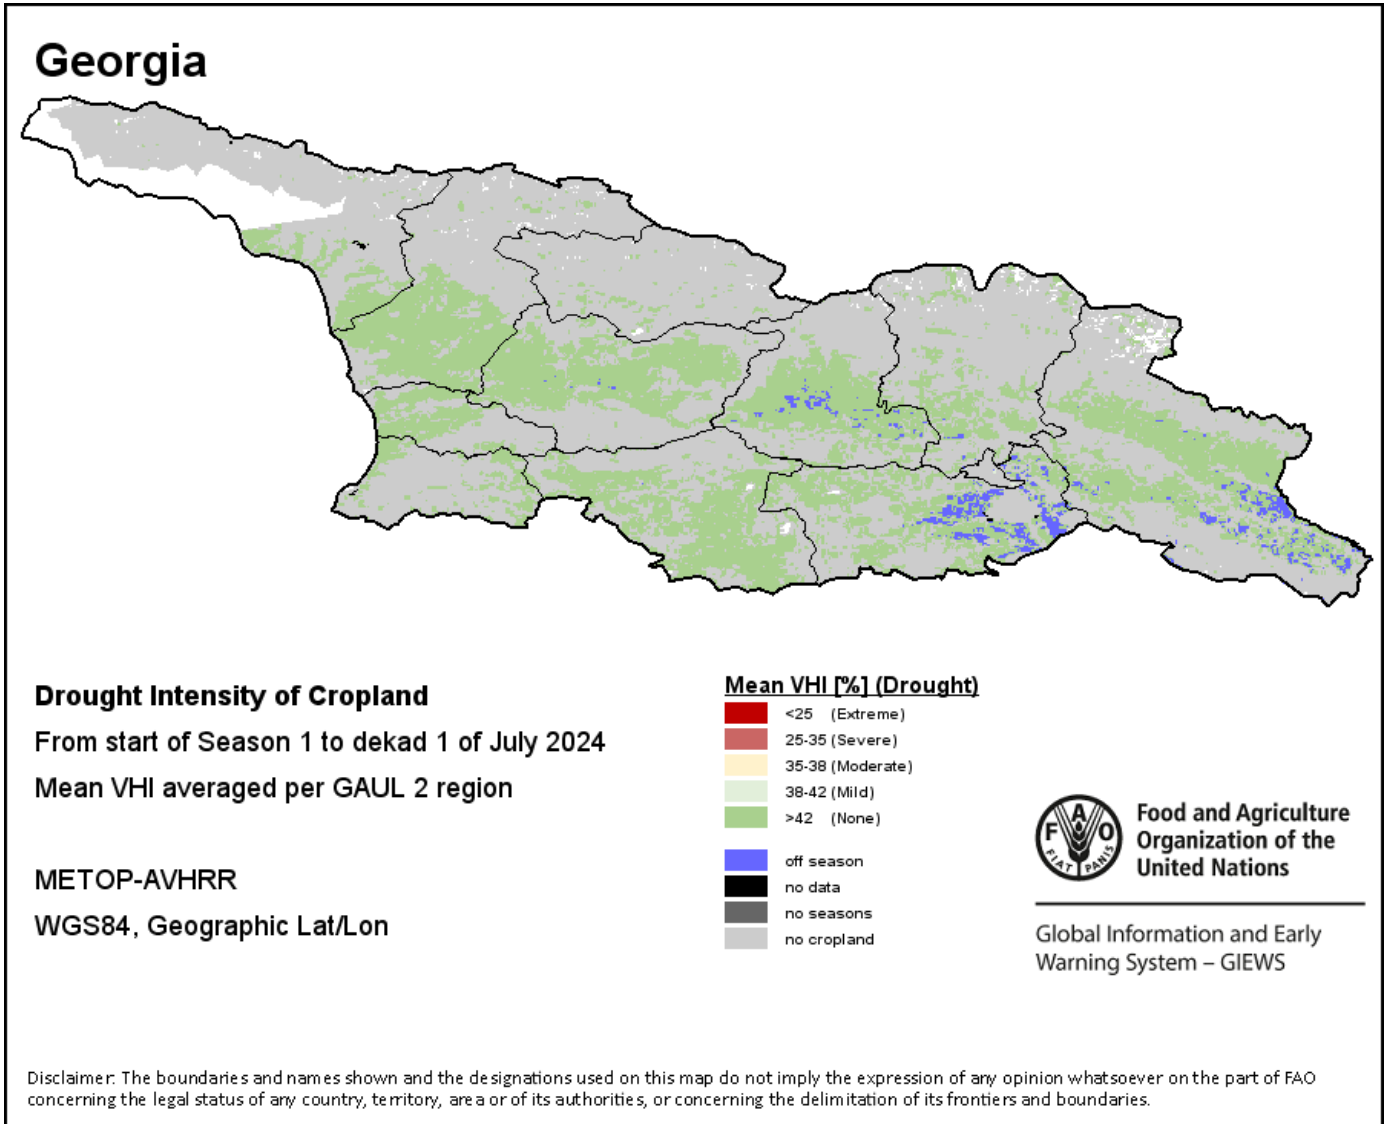 Georgia
Drought Intensity of Cropland
From start of Season 1 to dekad 1 of July 2024
Mean VHI averaged per GAUL 2 region
METOP-AVHRR
WGS84, Geographic Lat/Lon
Mean VHI [%] (Drought)
<25 (Extreme)
25-35 (Severe)
35-38 (Moderate)
38-42 (Mild)
>42 (None)
off season
no data
no seasons
no cropland
F A O
FIAT PANIS
Food and Agriculture
Organization of the
United Nations
Global Information and Early
Warning System – GIEWS
Disclaimer: The boundaries and names shown and the designations used on this map do not imply the expression of any opinion whatsoever on the part of FAO
concerning the legal status of any country, territory, area or of its authorities, or concerning the delimitation of its frontiers and boundaries.